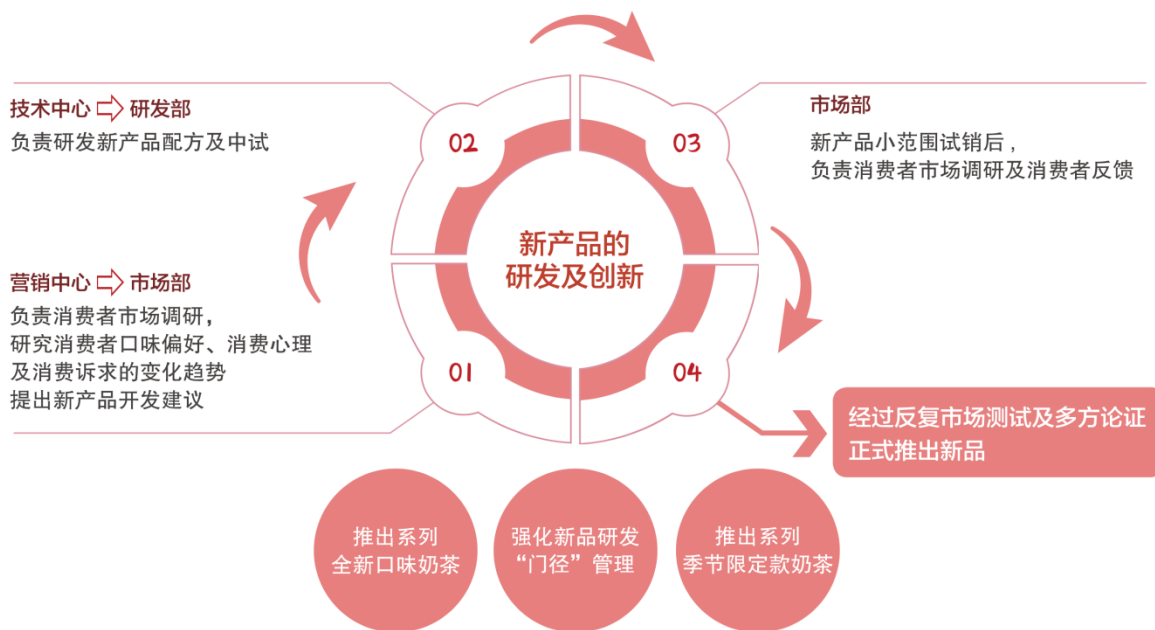 技术中心 研发部
负责研发新产品配方及中试
02
03
市场部
新产品小范围试销后，
负责消费者市场调研及消费者反馈
新产品的
研发及创新
营销中心 市场部
负责消费者市场调研，
研究消费者口味偏好、消费心理
及消费诉求的变化趋势
提出新产品开发建议
01
04
经过反复市场测试及多方论证
正式推出新品
推出系列
全新口味奶茶
强化新品研发
“门径”管理
推出系列
季节限定款奶茶